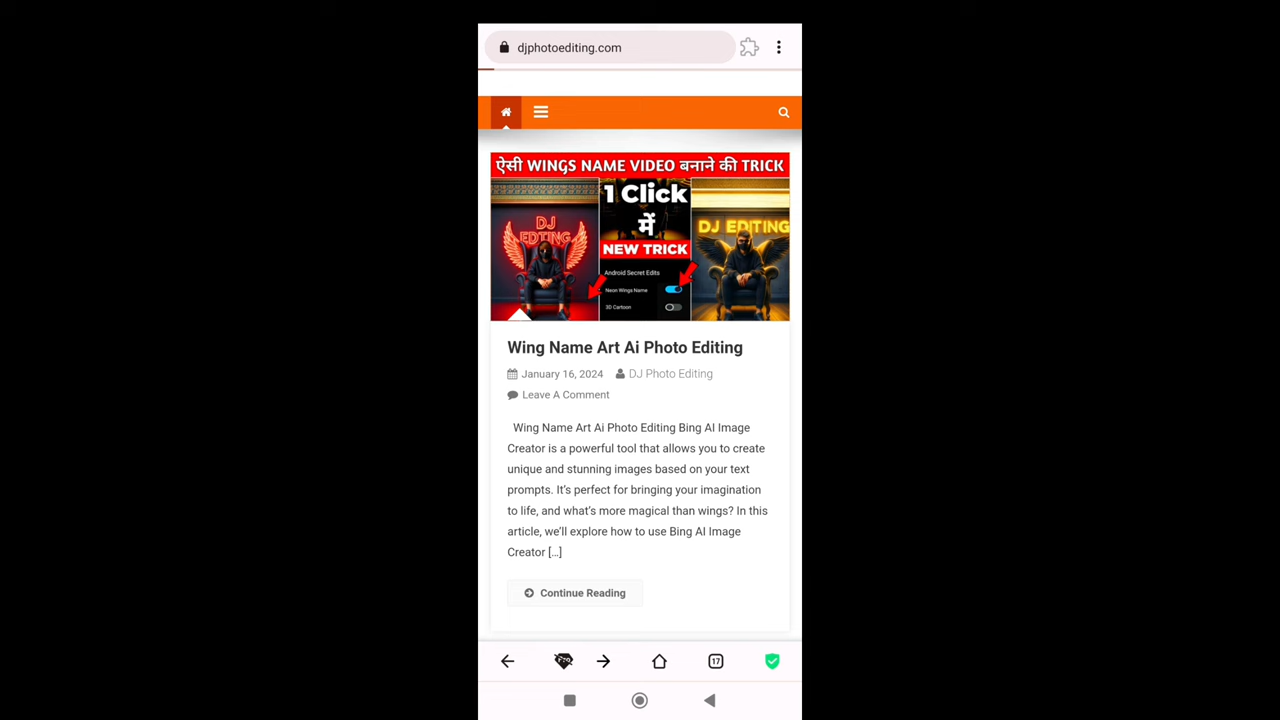 djphotoediting.com
ऐसी WINGS NAME VIDEO बनाने की TRICK
DJ
EDTING
1 Click
में
NEW TRICK
Android Secret Edits
Neon Wings Name
3D Cartoon
DJ EDITING
Wing Name Art Ai Photo Editing
January 16, 2024 DJ Photo Editing
Leave A Comment
Wing Name Art Ai Photo Editing Bing AI Image
Creator is a powerful tool that allows you to create
unique and stunning images based on your text
prompts. It’s perfect for bringing your imagination
to life, and what’s more magical than wings? In this
article, we’ll explore how to use Bing AI Image
Creator […]
Continue Reading
17